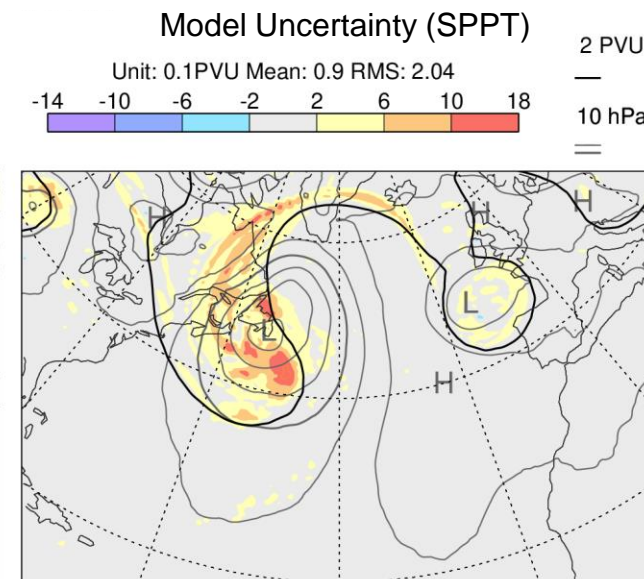 Model Uncertainty (SPPT)
2 PVU
Unit: 0.1PVU Mean: 0.9 RMS: 2.04
-14 -10 -6 -2 2 6 10 18
10 hPa
H H H
L L
H